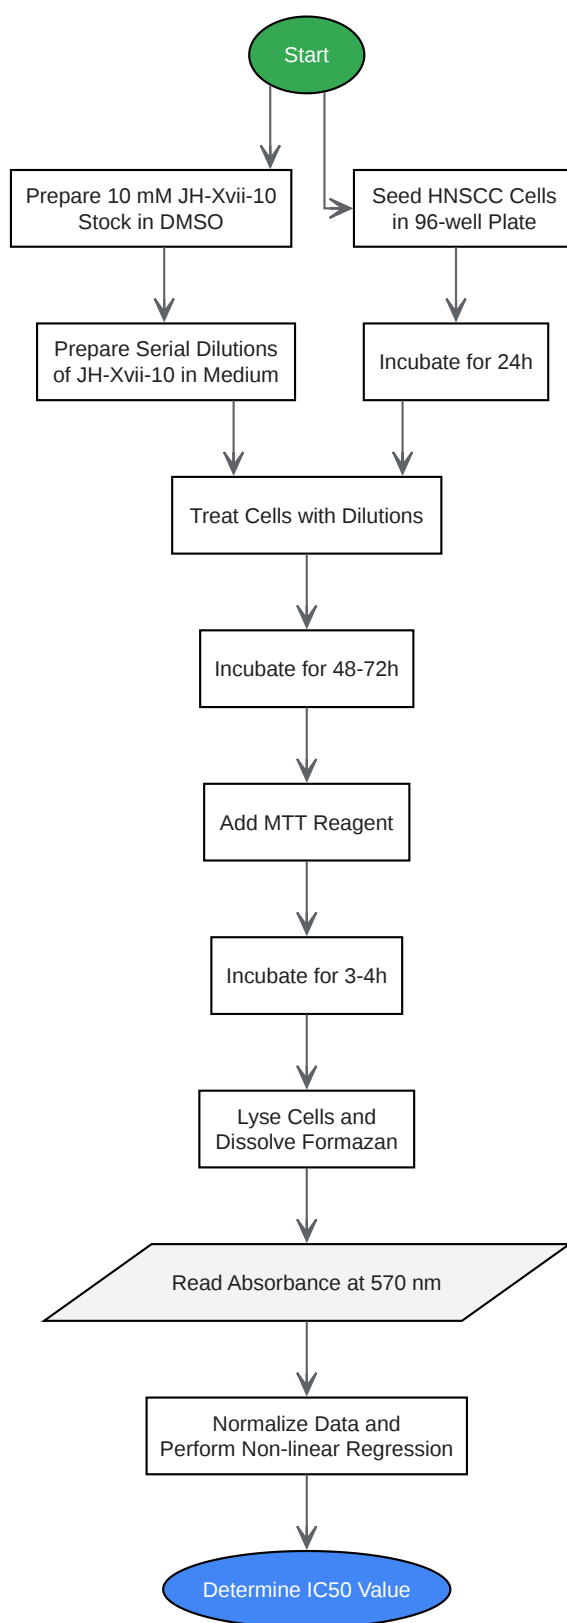 Start
Prepare 10 mM JH-Xvii-10
Stock in DMSO
Seed HNSCC Cells
in 96-well Plate
Prepare Serial Dilutions
of JH-Xvii-10 in Medium
Incubate for 24h
Treat Cells with Dilutions
Incubate for 48-72h
Add MTT Reagent
Incubate for 3-4h
Lyse Cells and
Dissolve Formazan
Read Absorbance at 570 nm
Normalize Data and
Perform Non-linear Regression
Determine IC50 Value